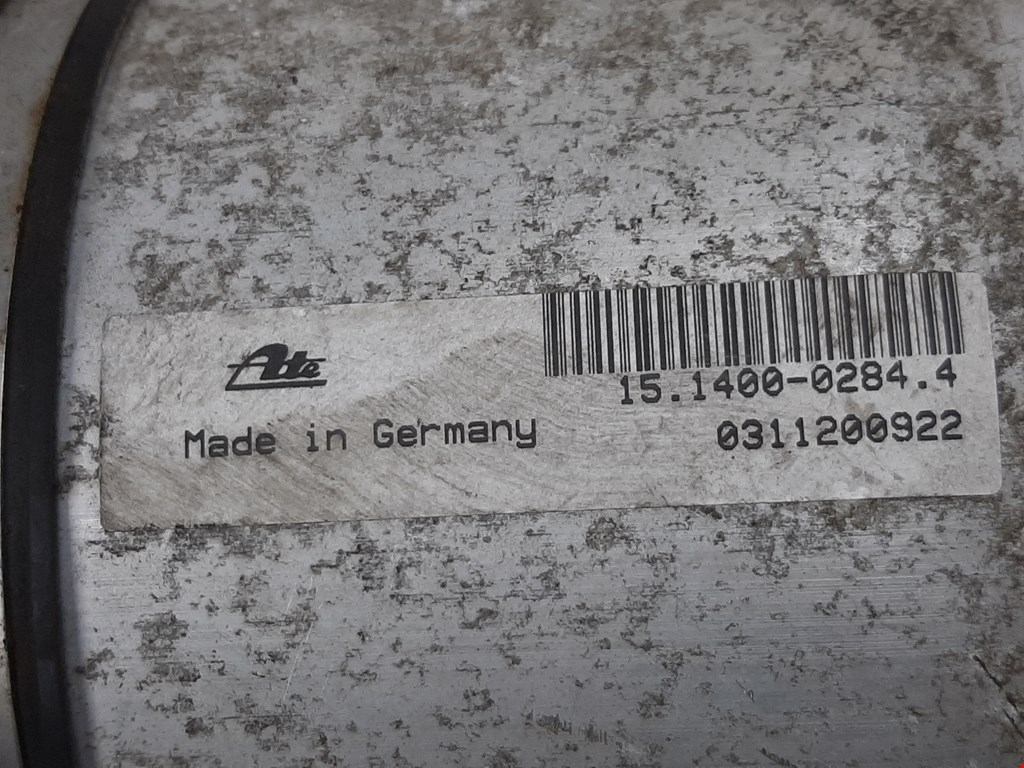 Ate
15.1400-0284.4
Made in Germany
0311200922